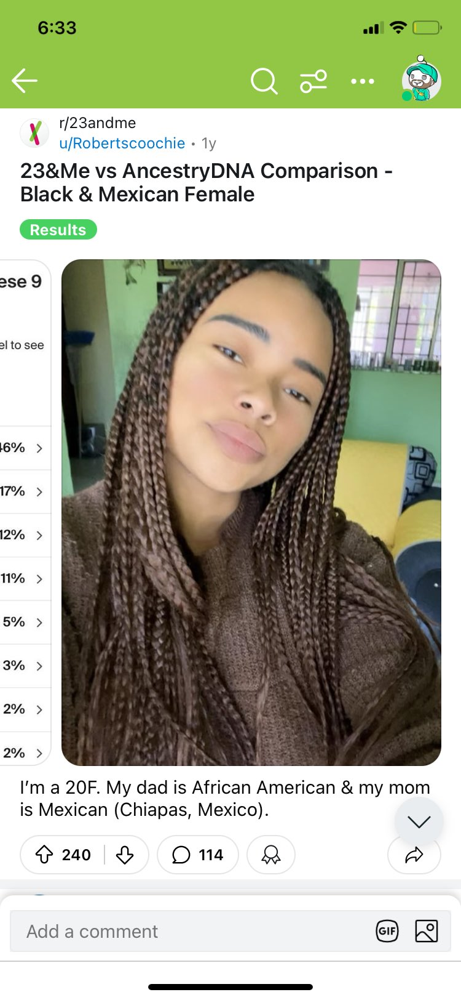 6:33
r/23andme
u/Robertscoochie • 1y
23&Me vs AncestryDNA Comparison -
Black & Mexican Female
Results
ese 9
el to see
46%
17%
12%
11%
5%
3%
2%
2%
I’m a 20F. My dad is African American & my mom
is Mexican (Chiapas, Mexico).
240
114
Add a comment
GIF